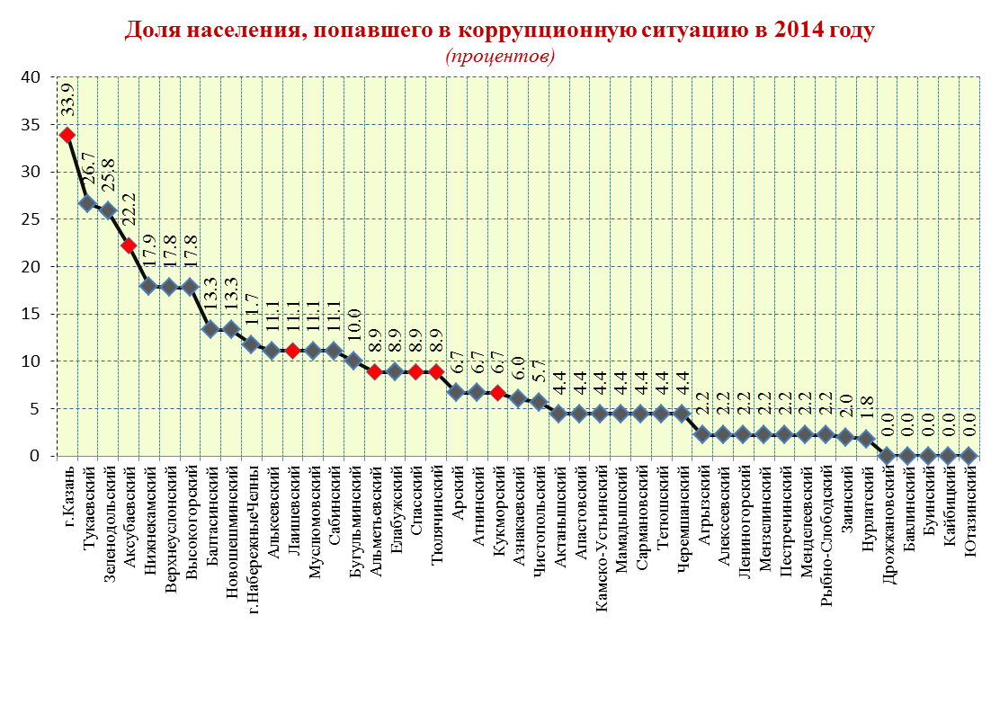 Доля населения, попавшего в коррупционную ситуацию в 2014 году
(процентов)
40
35
30
25
20
15
10
5
0
33.9
26.7
25.8
22.2
17.9
17.8
17.8
13.3
13.3
11.7
11.1
11.1
11.1
11.1
10.0
8.9
8.9
8.9
8.9
6.7
6.7
6.7
6.0
5.7
4.4
4.4
4.4
4.4
4.4
4.4
4.4
2.2
2.2
2.2
2.2
2.2
2.2
2.2
2.0
1.8
0.0
0.0
0.0
0.0
0.0
г.Казань
Тукаевский
Зеленодольский
Аксубаевский
Нижнекамский
Верхнеуслонский
Высокогорский
Балтасинский
Новошешминский
г.НабережныеЧелны
Алькеевский
Лаишевский
Муслюмовский
Сабинский
Бугульминский
Альметьевский
Елабужский
Спасский
Тюлячинский
Арский
Атнинский
Кукморский
Азнакаевский
Чистопольский
Актанышский
Апастовский
Камско-Устьинский
Мамадышский
Сармановский
Тетюшский
Черемшанский
Агрызский
Алексеевский
Лениногорский
Мензелинский
Пестречинский
Менделеевский
Рыбно-Слободский
Заинский
Нурлатский
Дрожжановский
Бавлинский
Буинский
Кайбицкий
Ютазинский